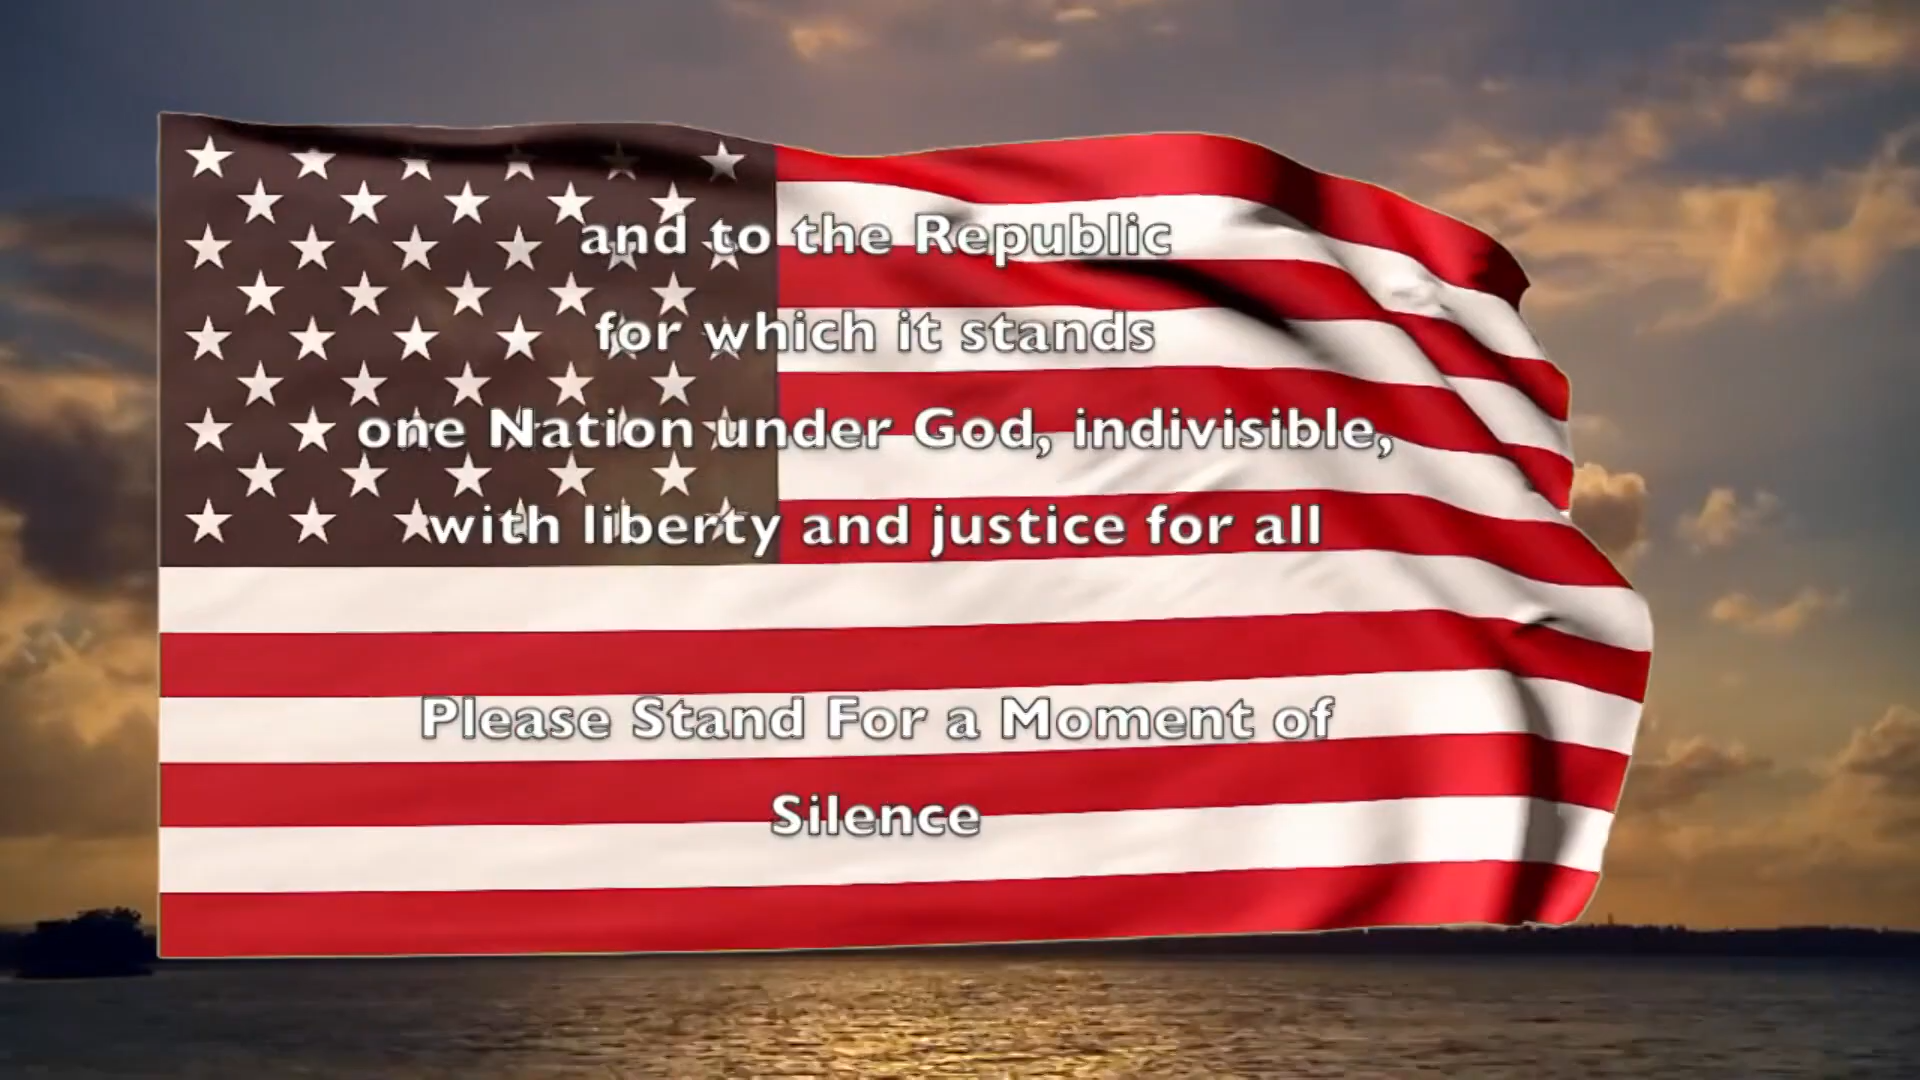 and to the Republic
for which it stands
one Nation under God, indivisible,
with liberty and justice for all
Please Stand For a Moment of
Silence